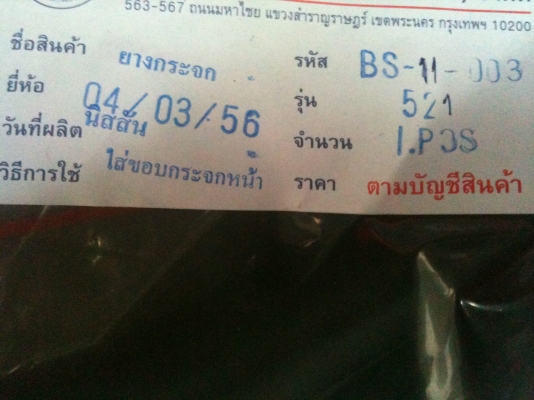 563-567 ถนนมหาไชย แขวงสำราญราษฎร์ เขตพระนคร กรุงเทพฯ 10200
ชื่อสินค้า ยางกระจก รหัส BS-11-003
ยี่ห้อ นิสสัน รุ่น 521
วันที่ผลิต 04/03/56 จำนวน 1.POS
วิธีการใช้ ใส่ขอบกระจกหน้า ราคา ตามบัญชีสินค้า